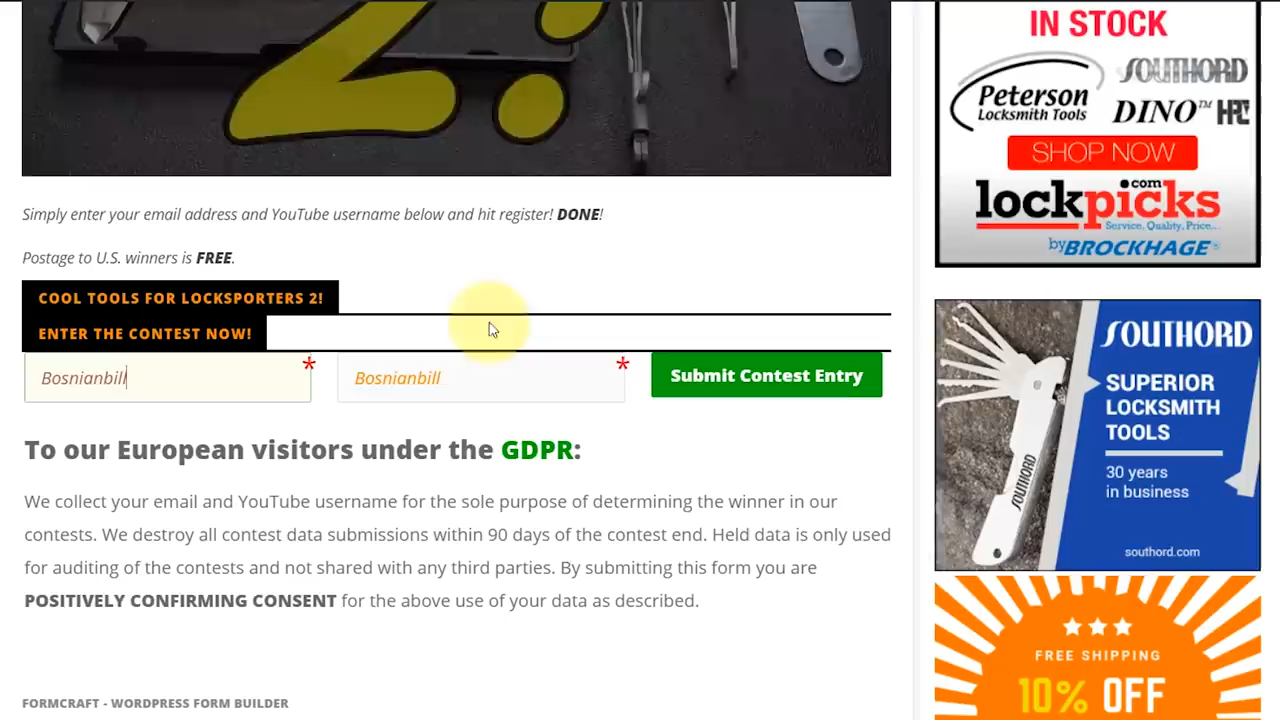 2:
Simply enter your email address and YouTube username below and hit register! DONE!
Postage to U.S. winners is FREE.
COOL TOOLS FOR LOCKSPORTERS 2!
ENTER THE CONTEST NOW!
Bosnianbill
*
Bosnianbill
*
Submit Contest Entry
To our European visitors under the GDPR:
We collect your email and YouTube username for the sole purpose of determining the winner in our
contests. We destroy all contest data submissions within 90 days of the contest end. Held data is only used
for auditing of the contests and not shared with any third parties. By submitting this form you are
POSITIVELY CONFIRMING CONSENT for the above use of your data as described.
FORMCRAFT - WORDPRESS FORM BUILDER
IN STOCK
Peterson
Locksmith Tools
SOUTHORD
DINO™ HPC
SHOP NOW
lockpicks.com
Service, Quality, Price...
by BROCKHAGE®
SOUTHORD
SUPERIOR
LOCKSMITH
TOOLS
30 years
in business
SOUTHORD
southord.com
FREE SHIPPING
10% OFF